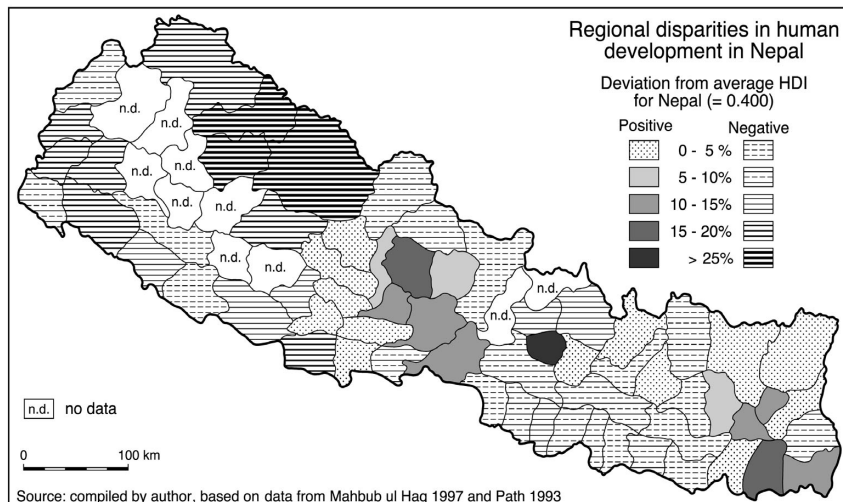 Regional disparities in human
development in Nepal
Deviation from average HDI
for Nepal (= 0.400)
Positive Negative
0 - 5 %
5 - 10%
10 - 15%
15 - 20%
> 25%
n.d.
n.d.
n.d.
n.d.
n.d.
n.d.
n.d.
n.d.
n.d.
n.d.
n.d. no data
0 100 km
Source: compiled by author, based on data from Mahbub ul Haq 1997 and Path 1993